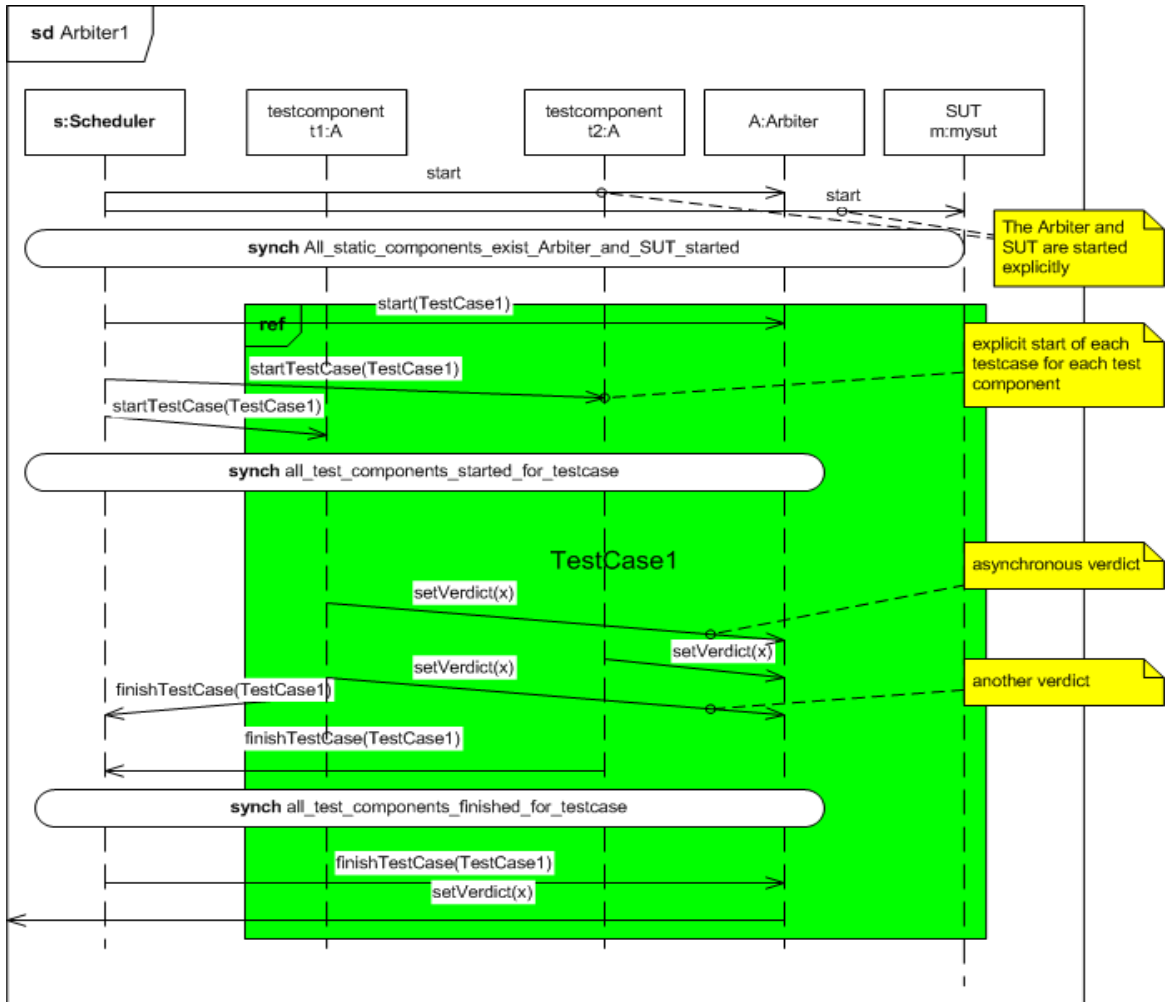 sd Arbiter1
s:Scheduler
testcomponent
t1:A
testcomponent
t2:A
A:Arbiter
SUT
m:mysut
start
start
The Arbiter and
SUT are started
explicitly
synch All_static_components_exist_Arbiter_and_SUT_started
start(TestCase1)
ref
explicit start of each
testcase for each test
component
startTestCase(TestCase1)
startTestCase(TestCase1)
synch all_test_components_started_for_testcase
TestCase1
asynchronous verdict
setVerdict(x)
setVerdict(x)
setVerdict(x)
another verdict
finishTestCase(TestCase1)
finishTestCase(TestCase1)
synch all_test_components_finished_for_testcase
finishTestCase(TestCase1)
setVerdict(x)